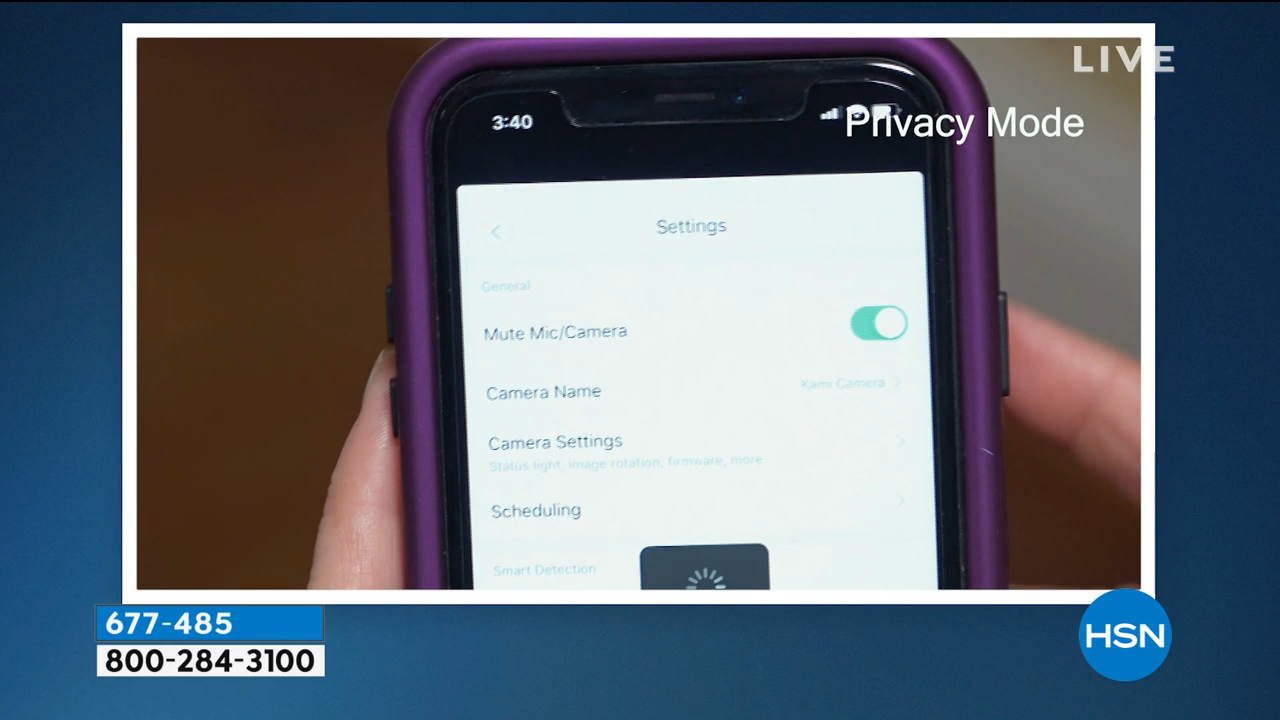 LIVE
3:40
Privacy Mode
Settings
General
Mute Mic/Camera
Camera Name
Kami Camera
Camera Settings
Status light, image rotation, firmware, more
Scheduling
Smart Detection
677-485
800-284-3100
HSN